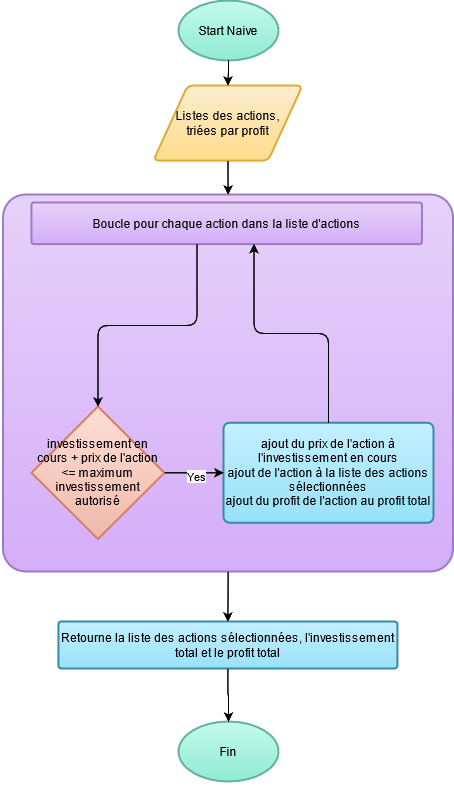 Start Naive
Listes des actions,
triées par profit
Boucle pour chaque action dans la liste d'actions
investissement en
cours + prix de l'action
<= maximum
investissement
autorisé
Yes
ajout du prix de l'action à
l'investissement en cours
ajout de l'action à la liste des actions
sélectionnées
ajout du profit de l'action au profit total
Retourne la liste des actions sélectionnées, l'investissement
total et le profit total
Fin